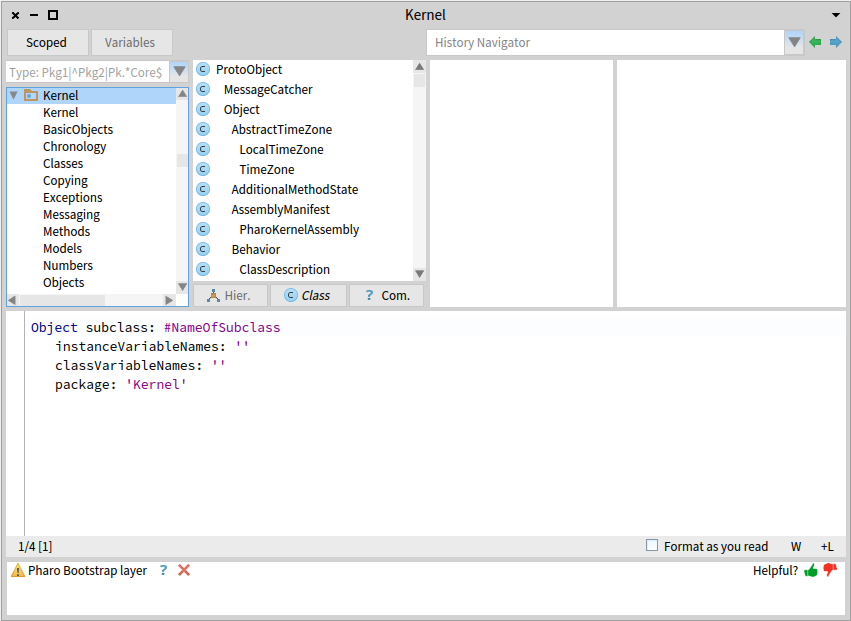 Kernel
Scoped
Variables
History Navigator
Type: Pkg1|^Pkg2|Pk.*Core$
Kernel
Kernel
BasicObjects
Chronology
Classes
Copying
Exceptions
Messaging
Methods
Models
Numbers
Objects
C ProtoObject
C MessageCatcher
C Object
C AbstractTimeZone
C LocalTimeZone
C TimeZone
C AdditionalMethodState
C AssemblyManifest
C PharoKernelAssembly
C Behavior
C ClassDescription
Hier.
C Class
? Com.
Object subclass: #NameOfSubclass
instanceVariableNames: ''
classVariableNames: ''
package: 'Kernel'
1/4 [1]
Format as you read
W
+L
Pharo Bootstrap layer ?
Helpful?